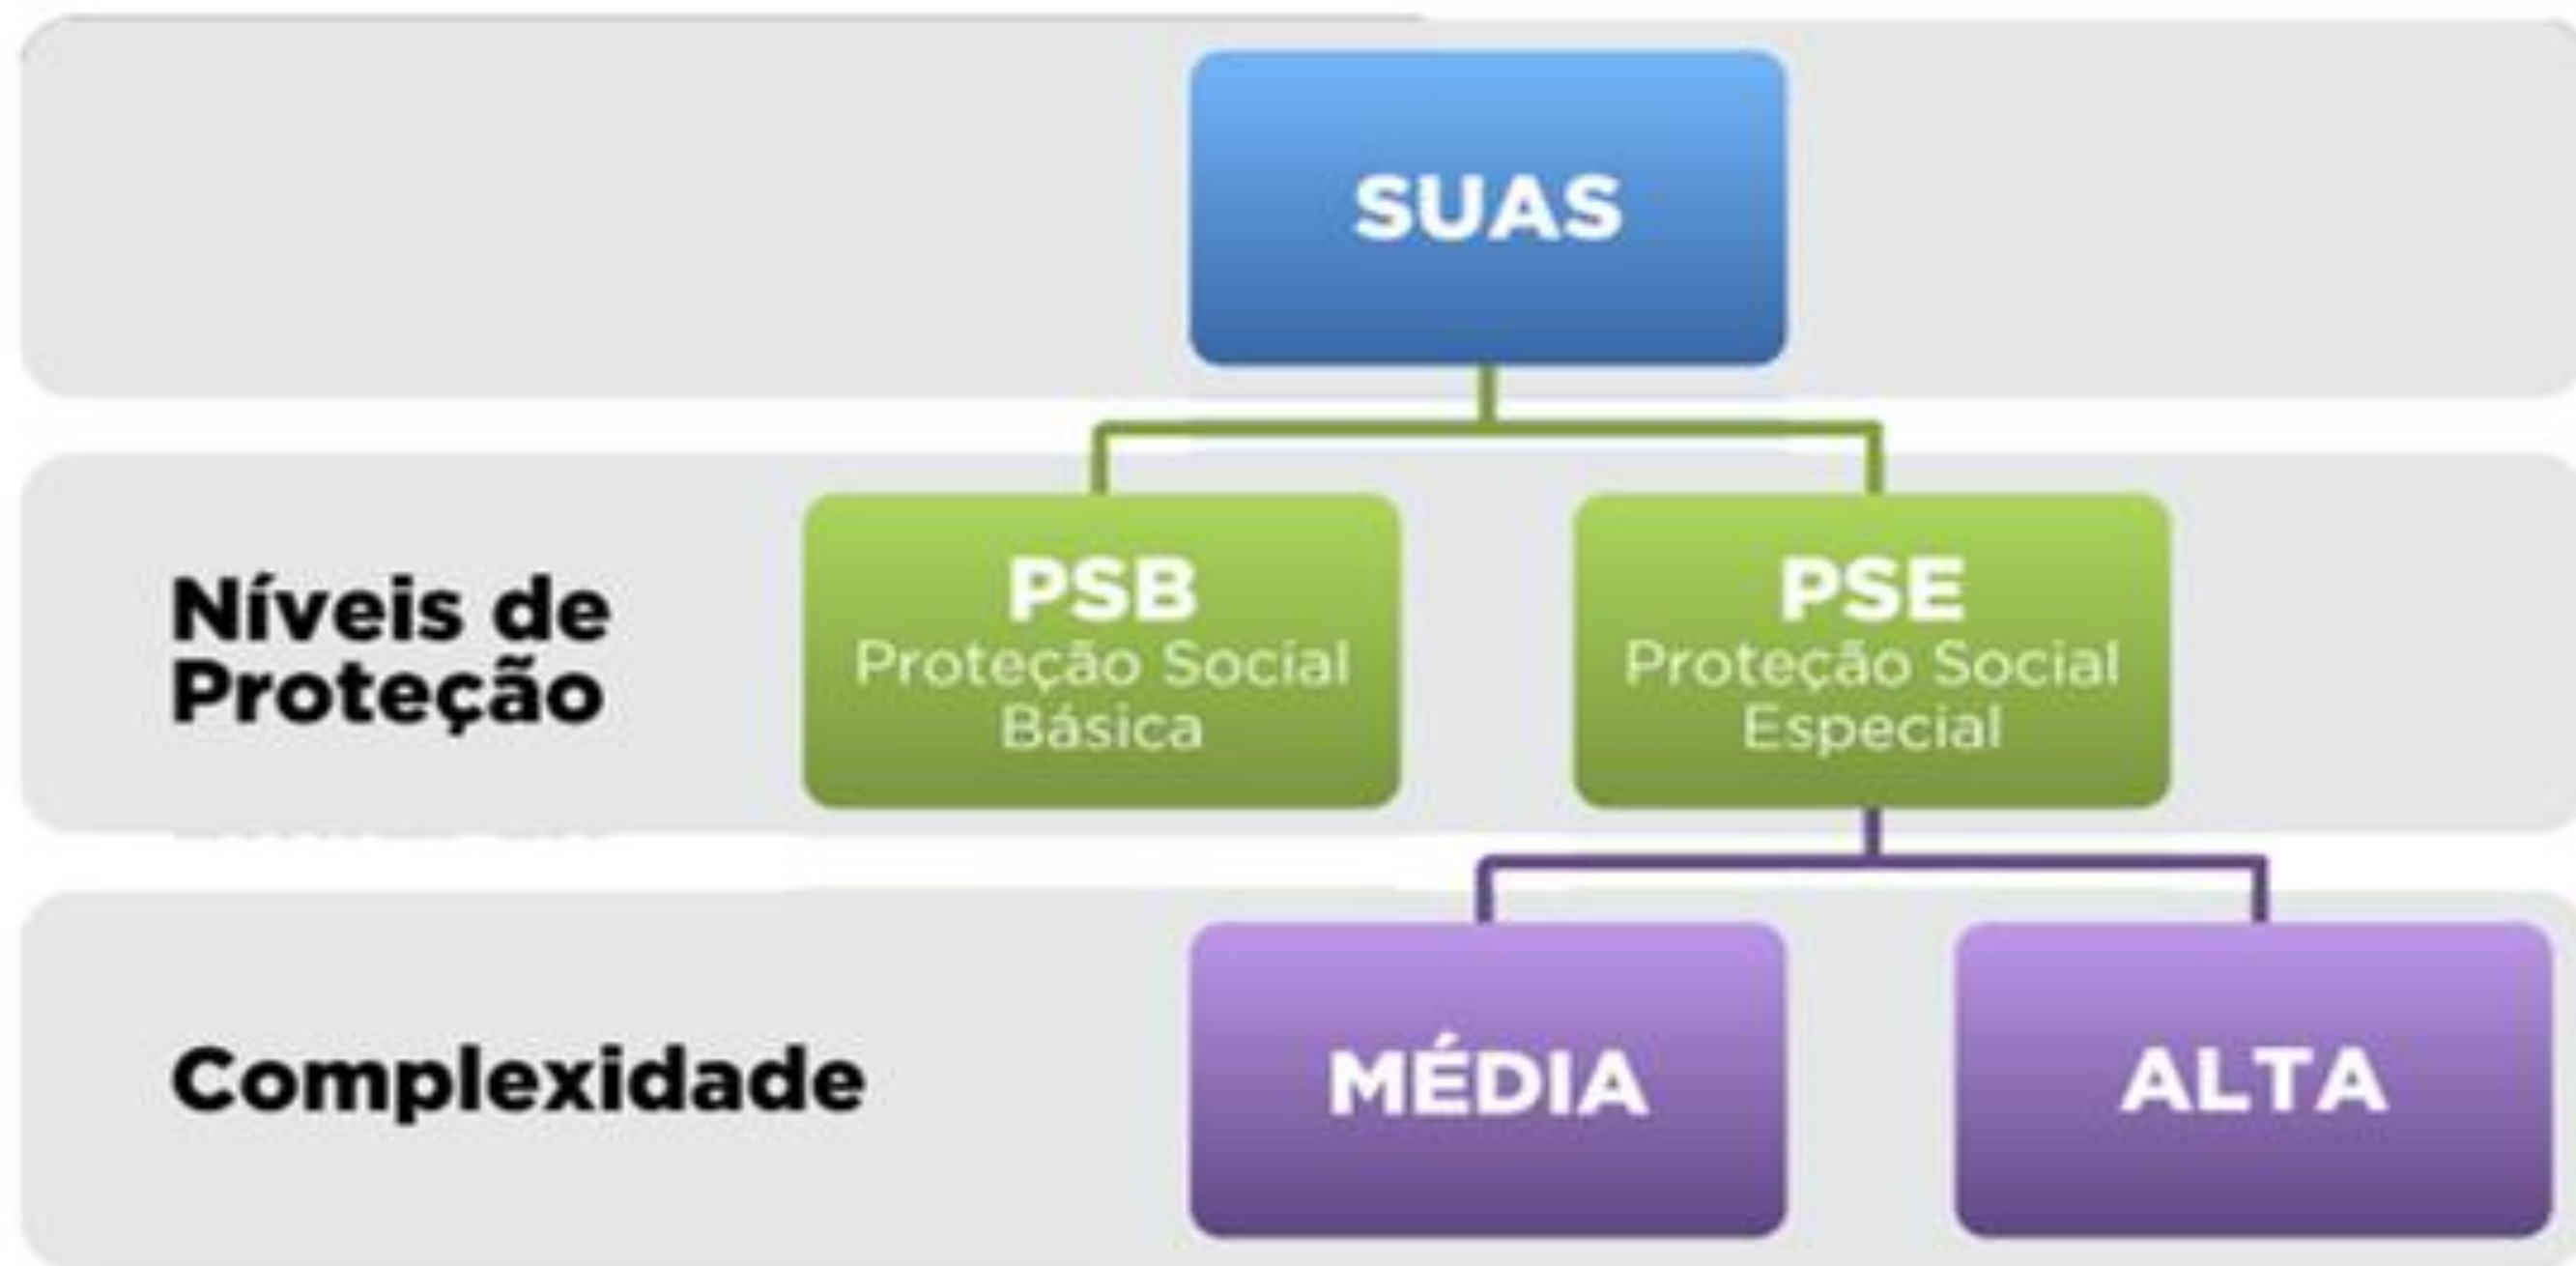 SUAS
Níveis de
Proteção
PSB
Proteção Social
Básica
PSE
Proteção Social
Especial
Complexidade
MÉDIA
ALTA